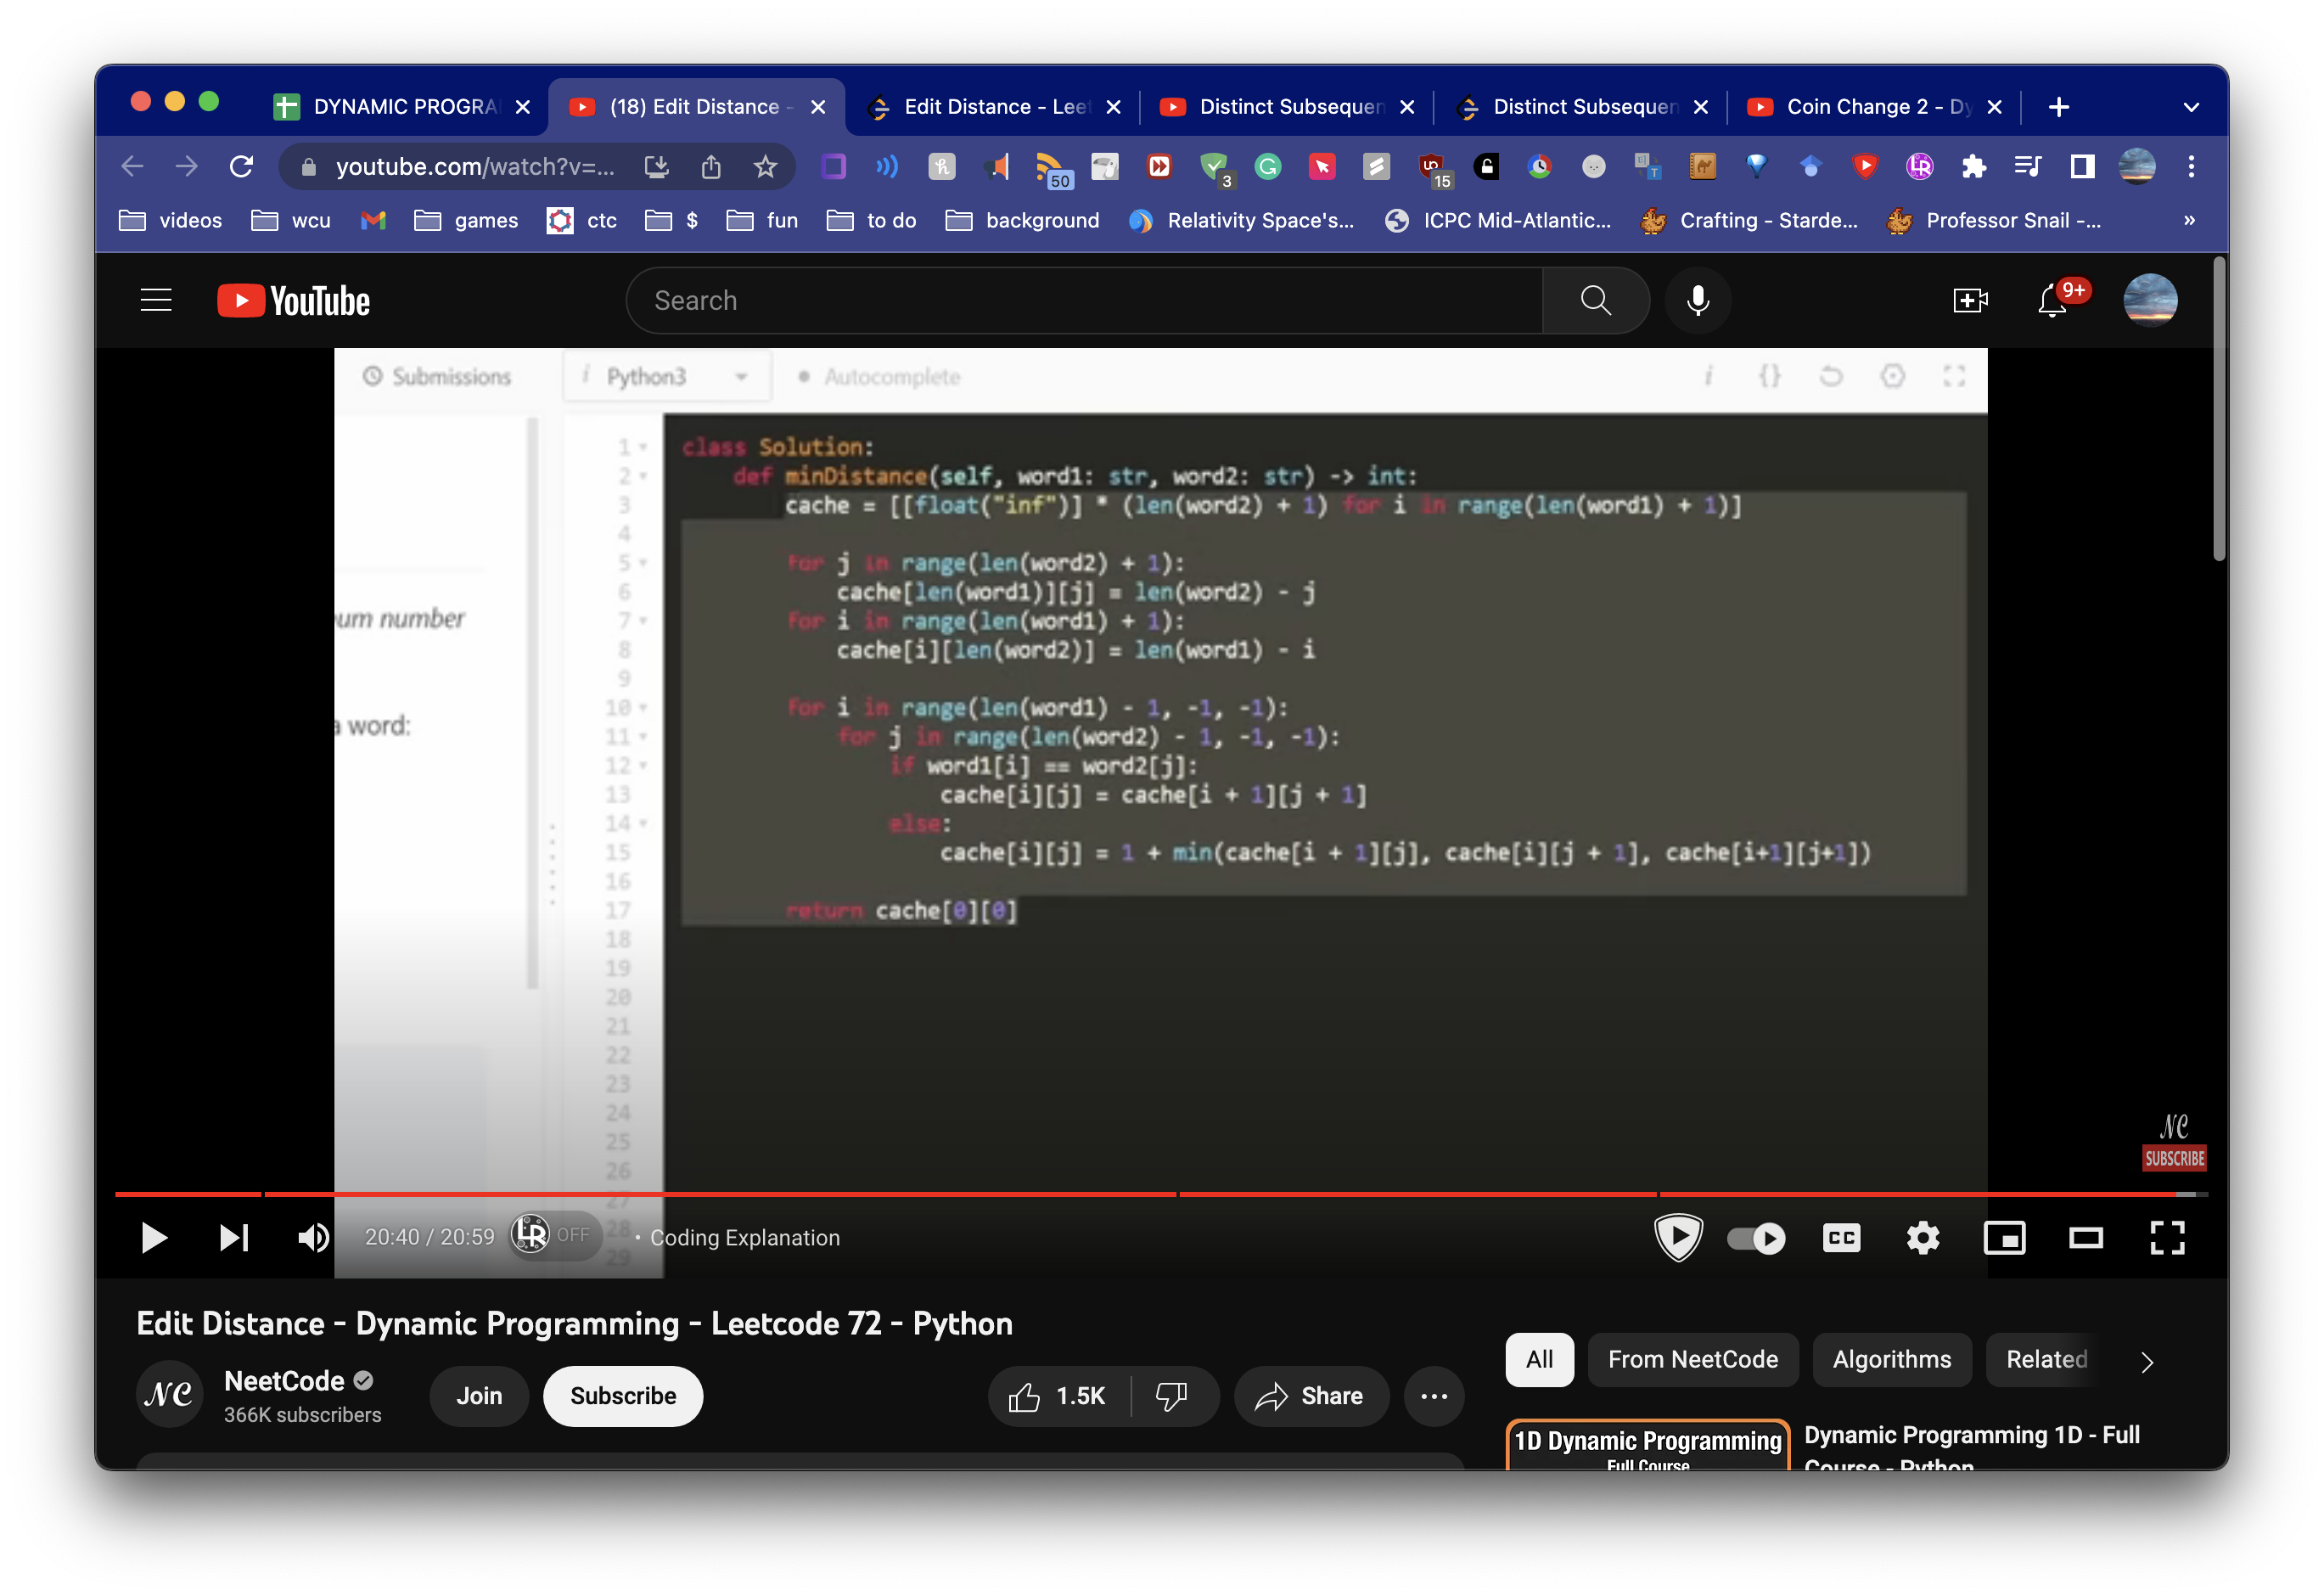 DYNAMIC PROGRA
(18) Edit Distance -
Edit Distance - Leet
Distinct Subsequen
Distinct Subsequen
Coin Change 2 - Dy
youtube.com/watch?v=...
50
3
15
videos
wcu
games
ctc
$
fun
to do
background
Relativity Space's...
ICPC Mid-Atlantic...
Crafting - Starde...
Professor Snail -...
»
YouTube
Search
9+
Submissions
i Python3
Autocomplete
i {}
um number
a word:
1 class Solution:
2 def minDistance(self, word1: str, word2: str) -> int:
3 cache = [[float("inf")] * (len(word2) + 1) for i in range(len(word1) + 1)]
4
5 for j in range(len(word2) + 1):
6 cache[len(word1)][j] = len(word2) - j
7 for i in range(len(word1) + 1):
8 cache[i][len(word2)] = len(word1) - i
9
10 for i in range(len(word1) - 1, -1, -1):
11 for j in range(len(word2) - 1, -1, -1):
12 if word1[i] == word2[j]:
13 cache[i][j] = cache[i + 1][j + 1]
14 else:
15 cache[i][j] = 1 + min(cache[i + 1][j], cache[i][j + 1], cache[i+1][j+1])
16
17 return cache[0][0]
18
19
20
21
22
23
24
25
26
27
28
29
NC
SUBSCRIBE
20:40 / 20:59
LR OFF
• Coding Explanation
CC
Edit Distance - Dynamic Programming - Leetcode 72 - Python
NC
NeetCode
366K subscribers
Join
Subscribe
1.5K
Share
All
From NeetCode
Algorithms
Related
1D Dynamic Programming
Full Course
Dynamic Programming 1D - Full
Course - Python